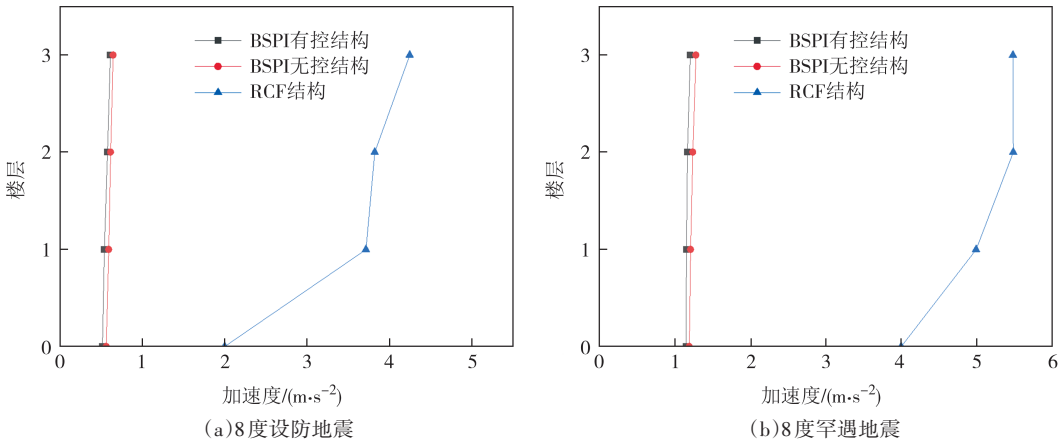 BSPI有控结构
BSPI无控结构
RCF结构
楼层
3
2
1
0
0 1 2 3 4 5
加速度/(m·s⁻²)
(a)8度设防地震
BSPI有控结构
BSPI无控结构
RCF结构
楼层
3
2
1
0
0 1 2 3 4 5 6
加速度/(m·s⁻²)
(b)8度罕遇地震